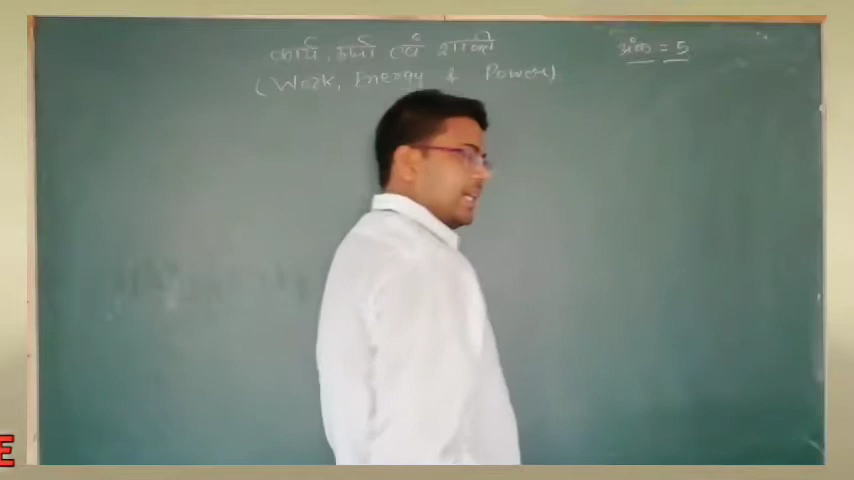 कार्य, ऊर्जा एवं शक्ति
(Work, Energy & Power)
अंक = 5
E